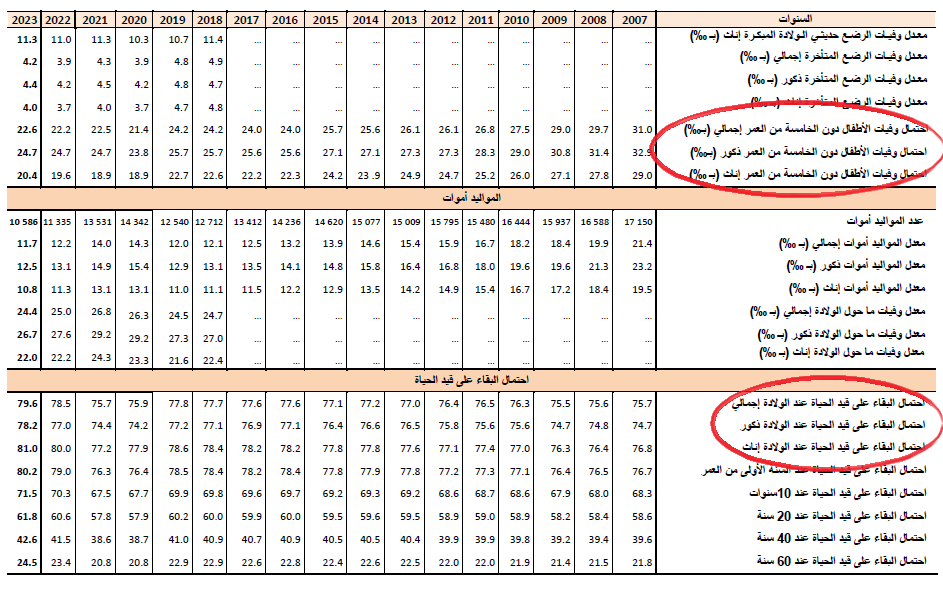 السنوات 2007 2008 2009 2010 2011 2012 2013 2014 2015 2016 2017 2018 2019 2020 2021 2022 2023
معدل وفيات الرضع حديثي الولادة المبكرة إناث (بـ ‰) ... ... ... ... ... ... ... ... ... ... ... 11.4 10.7 10.3 11.3 11.0 11.3
معدل وفيات الرضع المتأخرة إجمالي (بـ ‰) ... ... ... ... ... ... ... ... ... ... ... 4.9 4.8 3.9 4.3 3.9 4.2
معدل وفيات الرضع المتأخرة ذكور (بـ ‰) ... ... ... ... ... ... ... ... ... ... ... 4.7 4.8 4.2 4.5 4.2 4.4
معدل وفيات الرضع المتأخرة إناث (بـ ‰) ... ... ... ... ... ... ... ... ... ... ... 4.8 4.7 3.7 4.0 3.7 4.0
احتمال وفيات الأطفال دون الخامسة من العمر إجمالي (بـ ‰) 31.0 29.7 29.0 27.5 26.8 26.1 26.1 25.6 25.7 24.0 24.0 24.2 24.2 21.4 22.5 22.2 22.6
احتمال وفيات الأطفال دون الخامسة من العمر ذكور (بـ‰) 32.9 31.4 30.8 29.0 28.3 27.3 27.3 27.1 27.1 25.6 25.6 25.7 25.7 23.8 24.7 24.7 24.7
احتمال وفيات الأطفال دون الخامسة من العمر إناث (بـ ‰) 29.0 27.8 27.1 26.0 25.2 24.7 24.9 23.9 24.2 22.3 22.2 22.6 22.7 18.9 18.9 19.6 20.4
المواليد أموات
عدد المواليد أموات 17 150 16 588 15 937 16 444 15 480 15 795 15 009 15 077 14 620 14 236 13 412 12 712 12 540 14 342 13 531 11 335 10 586
معدل المواليد أموات إجمالي (بـ ‰) 21.4 19.9 18.4 18.2 16.7 15.9 15.4 14.6 13.9 13.2 12.5 12.1 12.0 14.3 14.0 12.2 11.7
معدل المواليد أموات ذكور (بـ ‰) 23.2 21.3 19.6 19.6 18.0 16.8 16.4 15.8 14.8 14.1 13.5 13.1 12.9 15.4 14.9 13.1 12.5
معدل المواليد أموات إناث (بـ ‰) 19.5 18.4 17.2 16.7 15.4 14.9 14.2 13.5 12.9 12.2 11.5 11.1 11.0 13.1 13.1 11.3 10.8
معدل وفيات ما حول الولادة إجمالي (بـ ‰) ... ... ... ... ... ... ... ... ... ... ... 24.7 24.5 26.3 26.8 25.0 24.4
معدل وفيات ما حول الولادة ذكور (بـ ‰) ... ... ... ... ... ... ... ... ... ... ... 27.0 27.3 29.2 29.2 27.6 26.7
معدل وفيات ما حول الولادة إناث (بـ ‰) ... ... ... ... ... ... ... ... ... ... ... 22.4 21.6 23.3 24.3 22.2 22.0
احتمال البقاء على قيد الحياة
احتمال البقاء على قيد الحياة عند الولادة إجمالي 75.7 75.6 75.5 76.3 76.5 76.4 77.0 77.2 77.1 77.6 77.6 77.7 77.8 75.9 75.7 78.5 79.6
احتمال البقاء على قيد الحياة عند الولادة ذكور 74.7 74.8 74.7 75.6 75.6 75.8 76.5 76.6 76.4 77.1 76.9 77.1 77.2 74.2 74.4 77.0 78.2
احتمال البقاء على قيد الحياة عند الولادة إناث 76.8 76.4 76.3 77.0 77.4 77.1 77.6 77.8 77.8 78.2 78.2 78.4 78.6 77.9 77.2 80.0 81.0
احتمال البقاء على قيد الحياة عند السنة الأولى من العمر 76.7 76.5 76.4 77.1 77.3 77.2 77.8 77.9 77.8 78.4 78.2 78.4 78.5 76.4 76.3 79.0 80.2
احتمال البقاء على قيد الحياة عند 10سنوات 68.3 68.0 67.9 68.6 68.7 68.6 69.2 69.3 69.2 69.7 69.6 69.8 69.9 67.7 67.5 70.3 71.5
احتمال البقاء على قيد الحياة عند 20 سنة 58.6 58.4 58.2 58.9 59.0 58.9 59.5 59.6 59.5 60.0 59.9 60.0 60.2 57.9 57.8 60.6 61.8
احتمال البقاء على قيد الحياة عند 40 سنة 39.6 39.4 39.2 39.8 39.9 39.9 40.4 40.5 40.5 40.9 40.7 40.9 41.0 38.7 38.6 41.5 42.6
احتمال البقاء على قيد الحياة عند 60 سنة 21.8 21.5 21.4 21.9 22.0 22.0 22.5 22.6 22.4 22.8 22.6 22.9 22.9 20.8 20.8 23.4 24.5